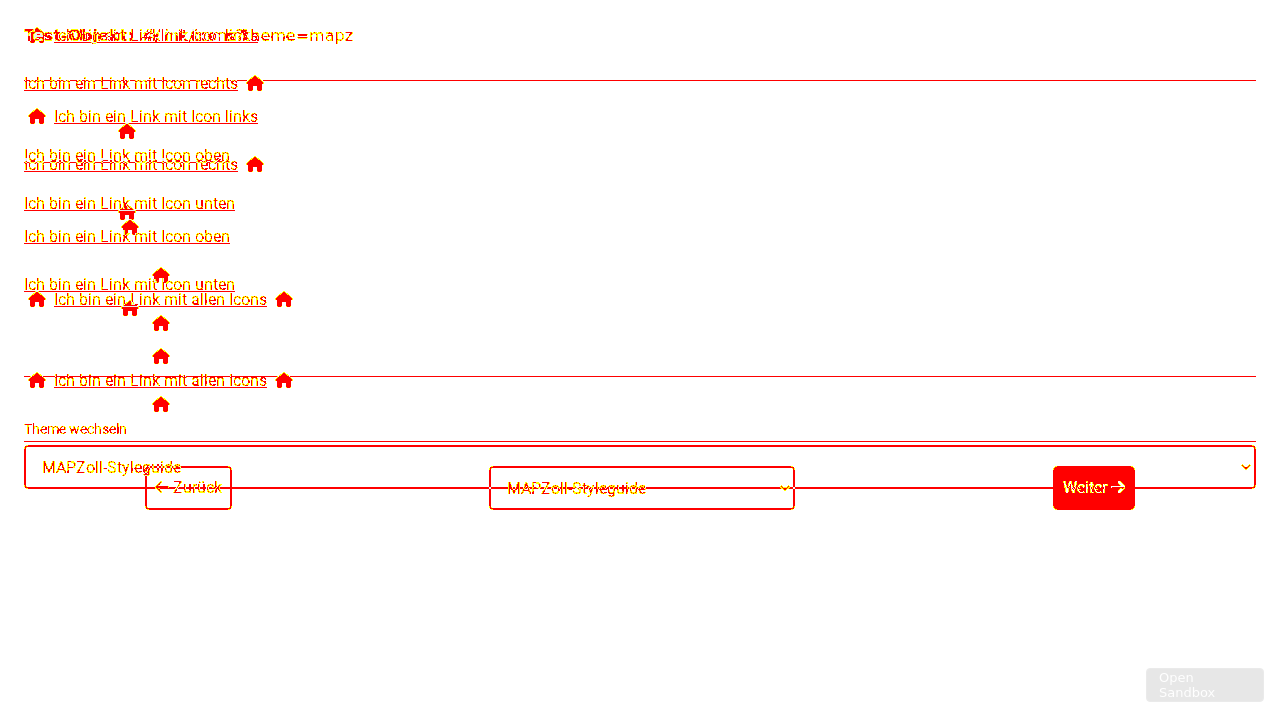 Test-Objekt: Link mit Icon links theme=mapz
Ich bin ein Link mit Icon rechts
Ich bin ein Link mit Icon links
Ich bin ein Link mit Icon oben
Ich bin ein Link mit Icon rechts
Ich bin ein Link mit Icon unten
Ich bin ein Link mit Icon oben
Ich bin ein Link mit Icon unten
Ich bin ein Link mit allen Icons
Ich bin ein Link mit allen Icons
Theme wechseln
MAPZoll-Styleguide
← Zurück MAPZoll-Styleguide Weiter →
Open
Sandbox